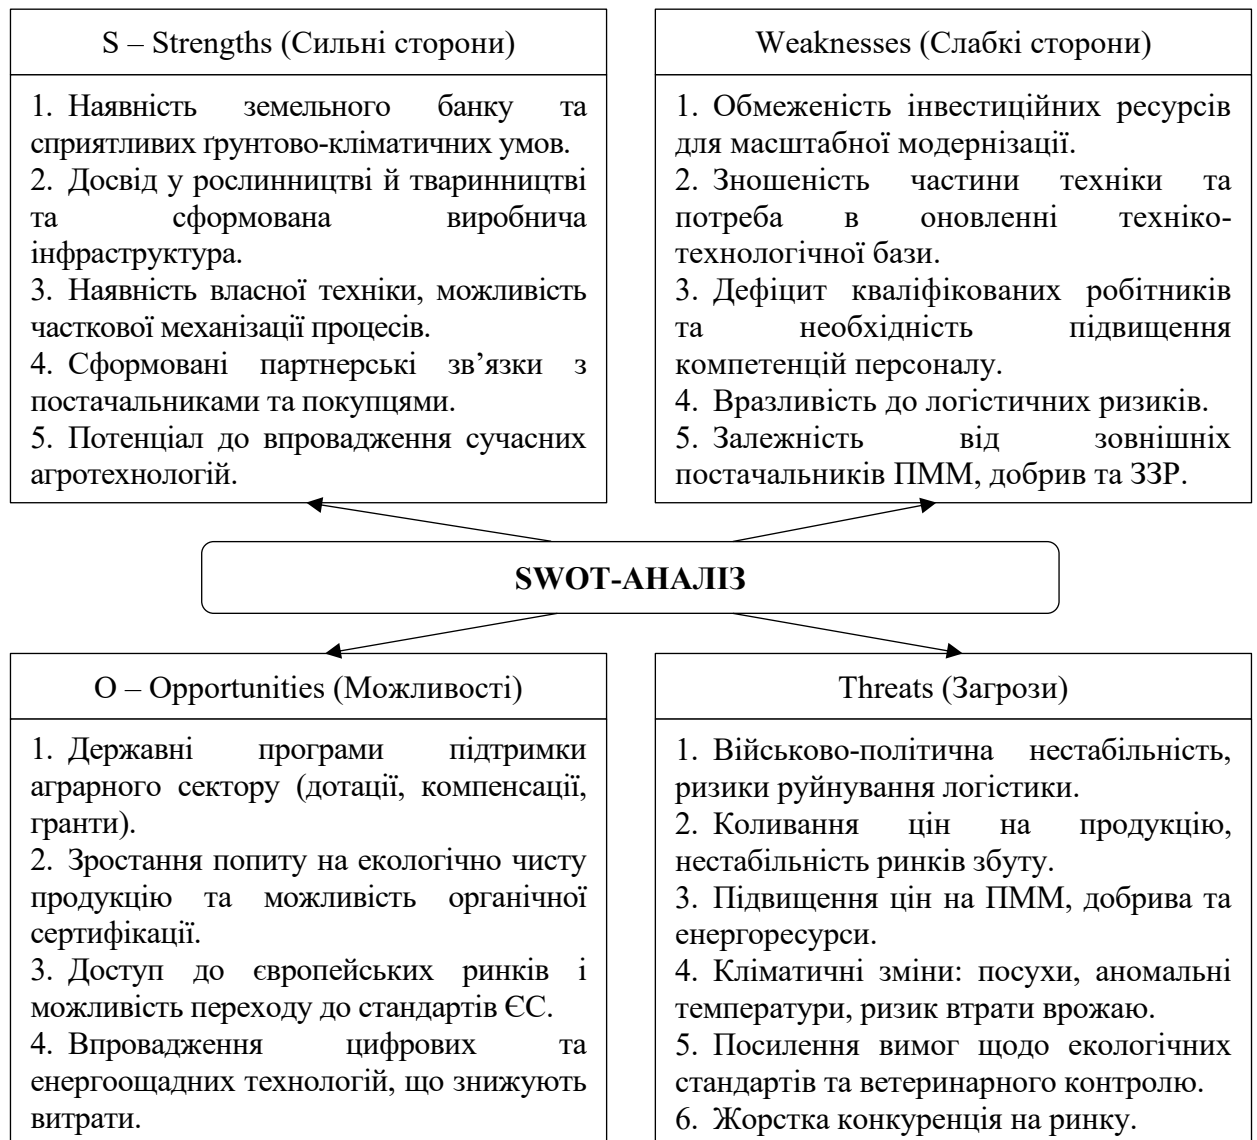 S – Strengths (Сильні сторони)
1. Наявність земельного банку та
сприятливих ґрунтово-кліматичних умов.
2. Досвід у рослинництві й тваринництві
та сформована виробнича
інфраструктура.
3. Наявність власної техніки, можливість
часткової механізації процесів.
4. Сформовані партнерські зв’язки з
постачальниками та покупцями.
5. Потенціал до впровадження сучасних
агротехнологій.
Weaknesses (Слабкі сторони)
1. Обмеженість інвестиційних ресурсів
для масштабної модернізації.
2. Зношеність частини техніки та
потреба в оновленні техніко-
технологічної бази.
3. Дефіцит кваліфікованих робітників
та необхідність підвищення
компетенцій персоналу.
4. Вразливість до логістичних ризиків.
5. Залежність від зовнішніх
постачальників ПММ, добрив та ЗЗР.
SWOT-АНАЛІЗ
O – Opportunities (Можливості)
1. Державні програми підтримки
аграрного сектору (дотації, компенсації,
гранти).
2. Зростання попиту на екологічно чисту
продукцію та можливість органічної
сертифікації.
3. Доступ до європейських ринків і
можливість переходу до стандартів ЄС.
4. Впровадження цифрових та
енергоощадних технологій, що знижують
витрати.
Threats (Загрози)
1. Військово-політична нестабільність,
ризики руйнування логістики.
2. Коливання цін на продукцію,
нестабільність ринків збуту.
3. Підвищення цін на ПММ, добрива та
енергоресурси.
4. Кліматичні зміни: посухи, аномальні
температури, ризик втрати врожаю.
5. Посилення вимог щодо екологічних
стандартів та ветеринарного контролю.
6. Жорстка конкуренція на ринку.